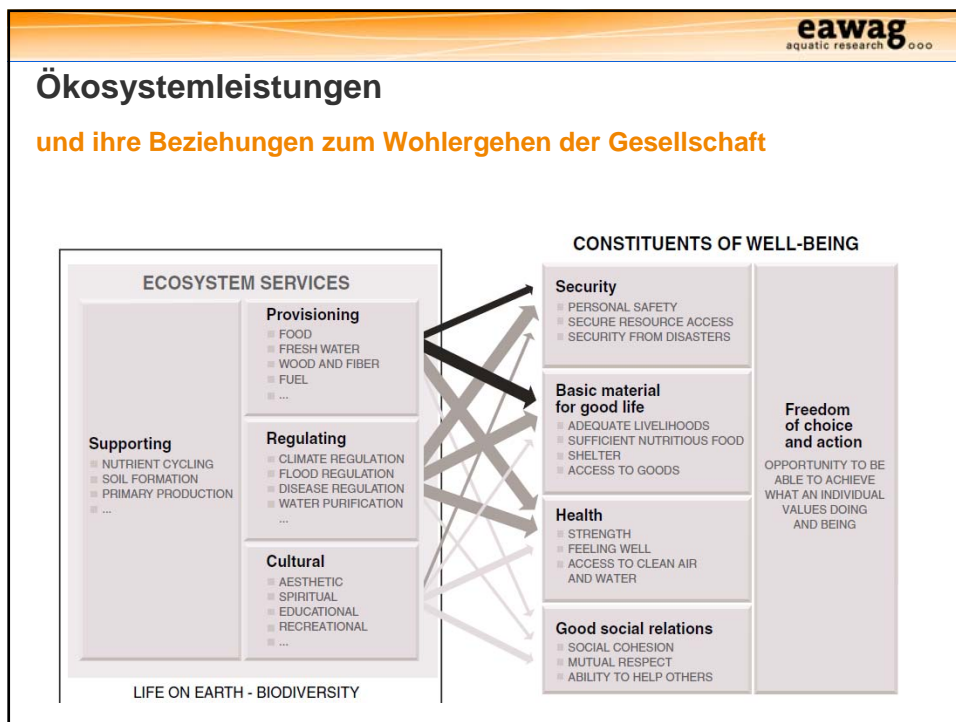 eawag
aquatic research
Ökosystemleistungen
und ihre Beziehungen zum Wohlergehen der Gesellschaft
ECOSYSTEM SERVICES
Supporting
NUTRIENT CYCLING
SOIL FORMATION
PRIMARY PRODUCTION
...
Provisioning
FOOD
FRESH WATER
WOOD AND FIBER
FUEL
...
Regulating
CLIMATE REGULATION
FLOOD REGULATION
DISEASE REGULATION
WATER PURIFICATION
...
Cultural
AESTHETIC
SPIRITUAL
EDUCATIONAL
RECREATIONAL
...
LIFE ON EARTH - BIODIVERSITY
CONSTITUENTS OF WELL-BEING
Security
PERSONAL SAFETY
SECURE RESOURCE ACCESS
SECURITY FROM DISASTERS
Basic material
for good life
ADEQUATE LIVELIHOODS
SUFFICIENT NUTRITIOUS FOOD
SHELTER
ACCESS TO GOODS
Health
STRENGTH
FEELING WELL
ACCESS TO CLEAN AIR
AND WATER
Good social relations
SOCIAL COHESION
MUTUAL RESPECT
ABILITY TO HELP OTHERS
Freedom
of choice
and action
OPPORTUNITY TO BE
ABLE TO ACHIEVE
WHAT AN INDIVIDUAL
VALUES DOING
AND BEING